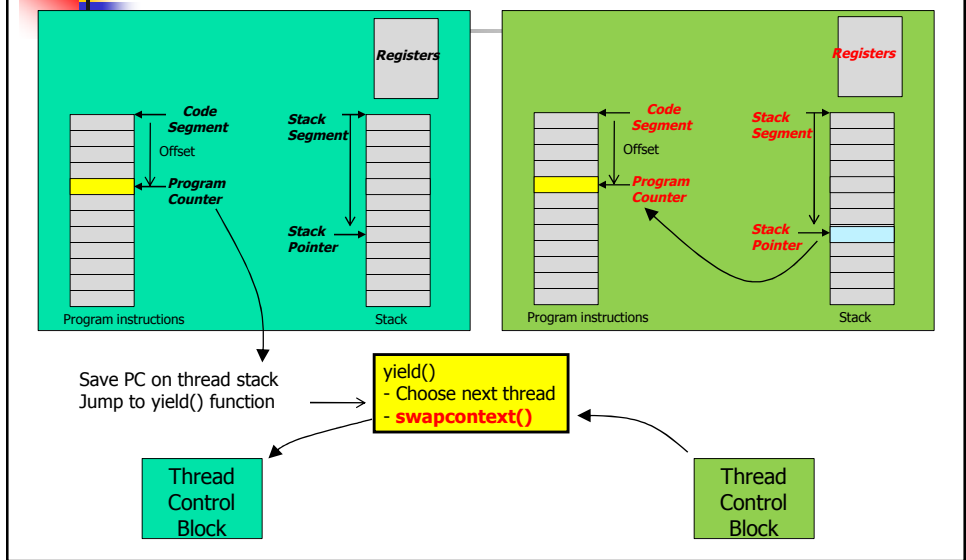 Registers
Code
Segment
Offset
Program
Counter
Stack
Segment
Stack
Pointer
Program instructions
Stack
Registers
Code
Segment
Offset
Program
Counter
Stack
Segment
Stack
Pointer
Program instructions
Stack
Save PC on thread stack
Jump to yield() function
yield()
- Choose next thread
- swapcontext()
Thread
Control
Block
Thread
Control
Block